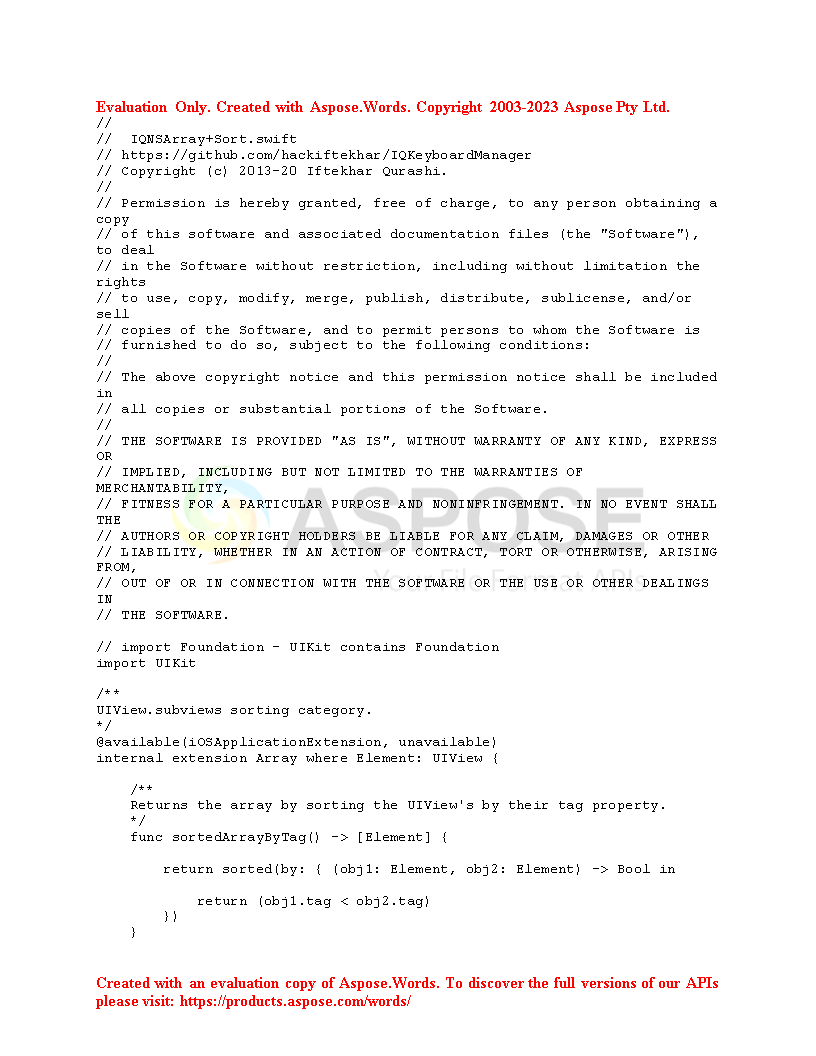 Evaluation Only. Created with Aspose.Words. Copyright 2003-2023 Aspose Pty Ltd.
//
//  IQNSArray+Sort.swift
// https://github.com/hackiftekhar/IQKeyboardManager
// Copyright (c) 2013-20 Iftekhar Qurashi.
//
// Permission is hereby granted, free of charge, to any person obtaining a
copy
// of this software and associated documentation files (the "Software"),
to deal
// in the Software without restriction, including without limitation the
rights
// to use, copy, modify, merge, publish, distribute, sublicense, and/or
sell
// copies of the Software, and to permit persons to whom the Software is
// furnished to do so, subject to the following conditions:
//
// The above copyright notice and this permission notice shall be included
in
// all copies or substantial portions of the Software.
//
// THE SOFTWARE IS PROVIDED "AS IS", WITHOUT WARRANTY OF ANY KIND, EXPRESS
OR
// IMPLIED, INCLUDING BUT NOT LIMITED TO THE WARRANTIES OF
MERCHANTABILITY,
// FITNESS FOR A PARTICULAR PURPOSE AND NONINFRINGEMENT. IN NO EVENT SHALL
THE
ASPOSE
// AUTHORS OR COPYRIGHT HOLDERS BE LIABLE FOR ANY CLAIM, DAMAGES OR OTHER
// LIABILITY, WHETHER IN AN ACTION OF CONTRACT, TORT OR OTHERWISE, ARISING
FROM,
// OUT OF OR IN CONNECTION WITH THE SOFTWARE OR THE USE OR OTHER DEALINGS
Your File Format APIs
IN
// THE SOFTWARE.

// import Foundation - UIKit contains Foundation
import UIKit

/**
UIView.subviews sorting category.
*/
@available(iOSApplicationExtension, unavailable)
internal extension Array where Element: UIView {

    /**
    Returns the array by sorting the UIView's by their tag property.
    */
    func sortedArrayByTag() -> [Element] {

        return sorted(by: { (obj1: Element, obj2: Element) -> Bool in

            return (obj1.tag < obj2.tag)
        })
    }

Created with an evaluation copy of Aspose.Words. To discover the full versions of our APIs
please visit: https://products.aspose.com/words/